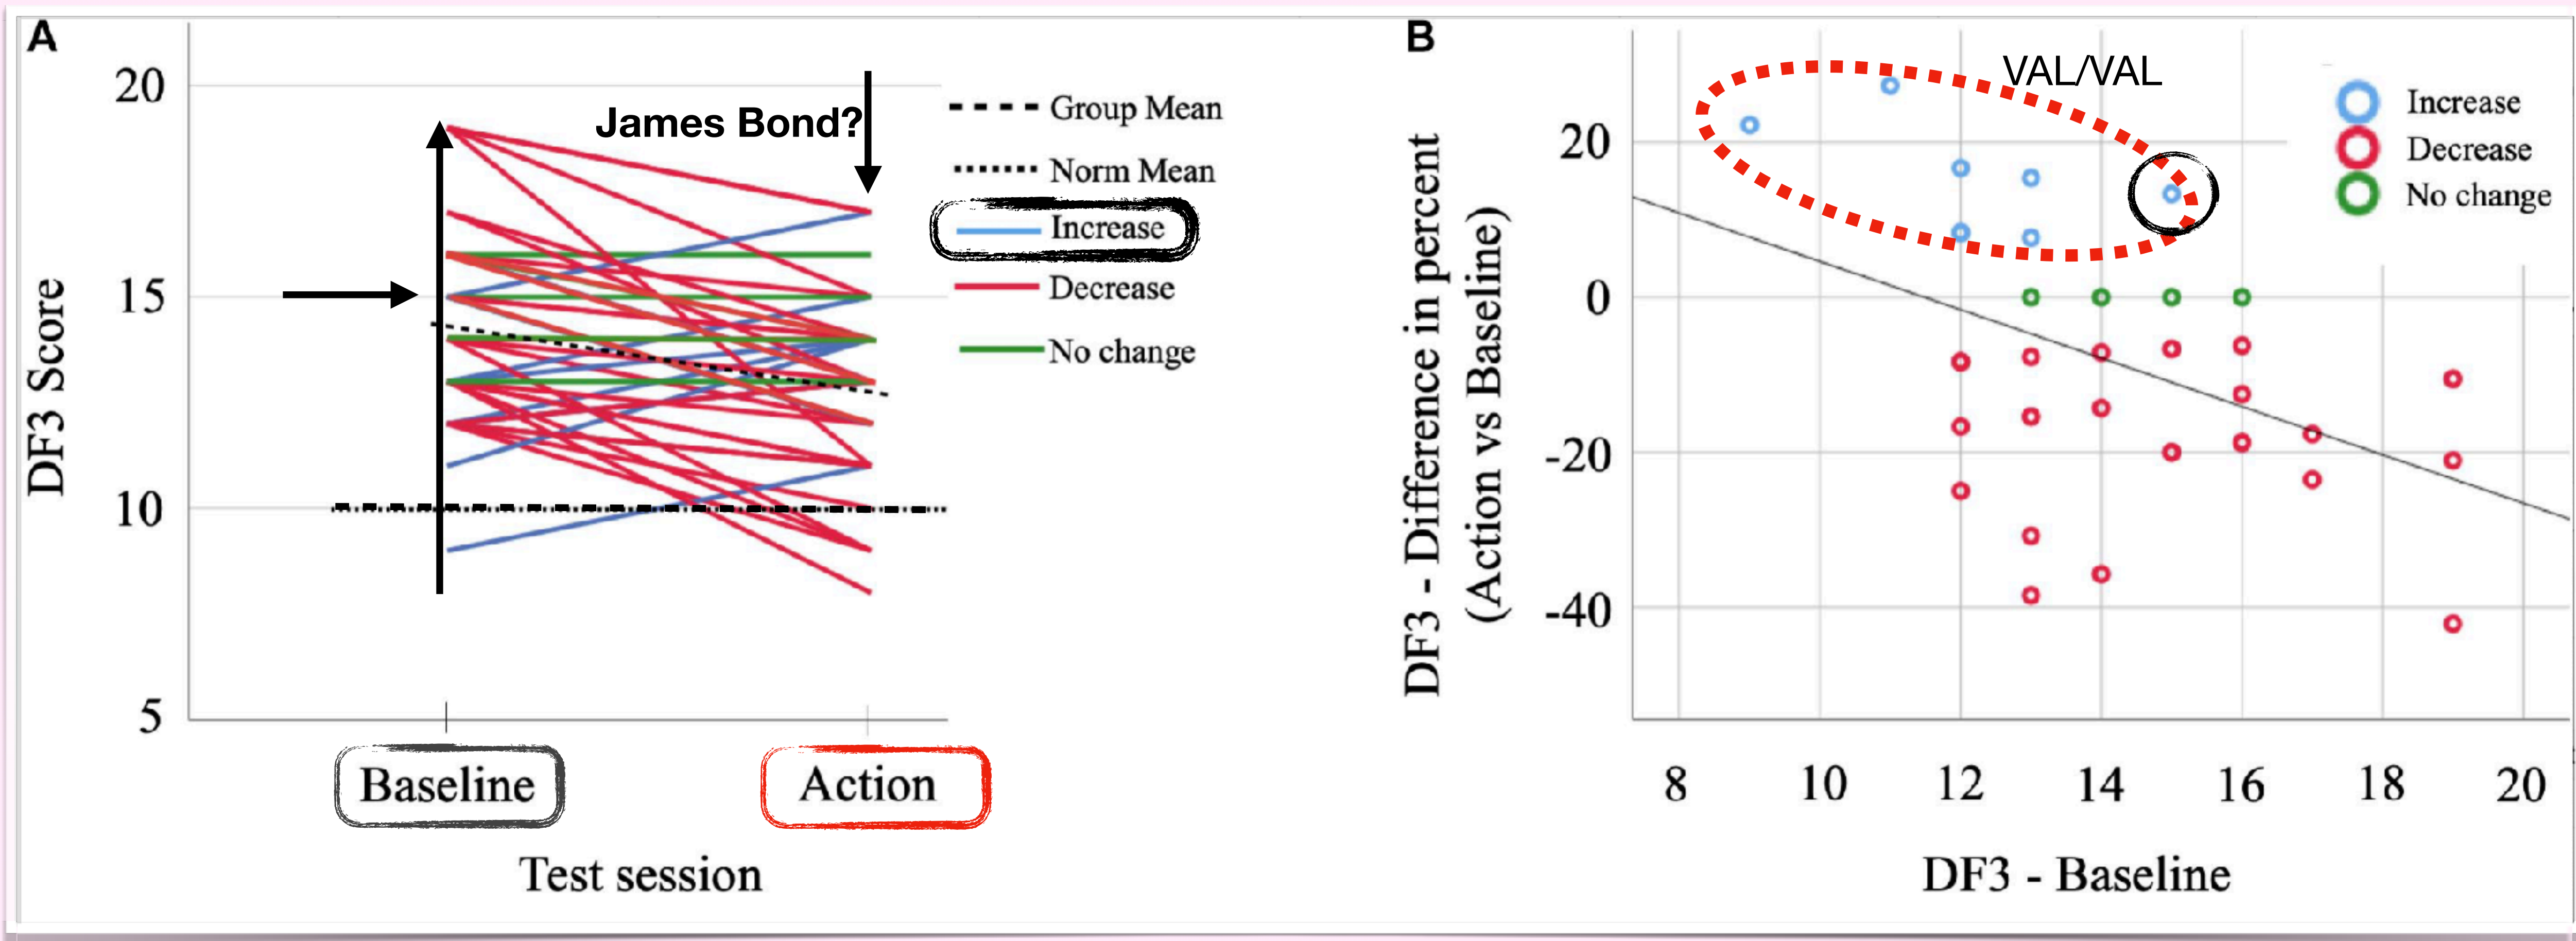 A
20
15
10
5
DF3 Score
James Bond?
Group Mean
Norm Mean
Increase
Decrease
No change
Baseline
Action
Test session
B
VAL/VAL
Increase
Decrease
No change
20
0
-20
-40
DF3 - Difference in percent
(Action vs Baseline)
8 10 12 14 16 18 20
DF3 - Baseline